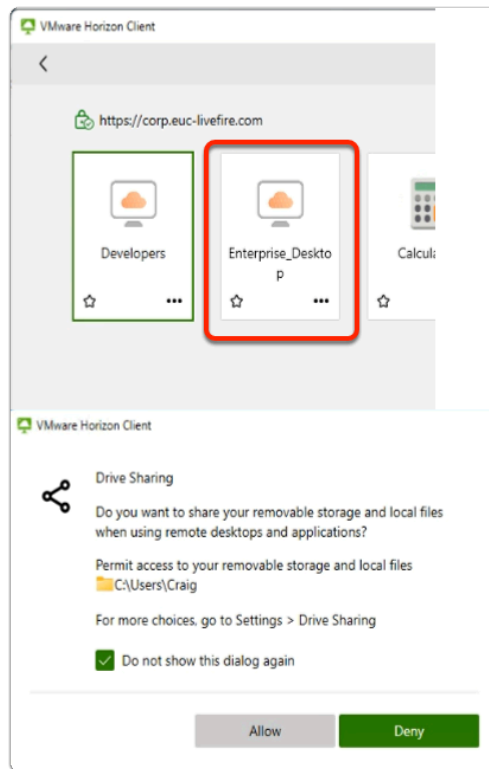 VMware Horizon Client
https://corp.euc-livefire.com
Developers
Enterprise_Deskto
p
Calcula
VMware Horizon Client
Drive Sharing
Do you want to share your removable storage and local files
when using remote desktops and applications?
Permit access to your removable storage and local files
C:\Users\Craig
For more choices, go to Settings > Drive Sharing
Do not show this dialog again
Allow
Deny